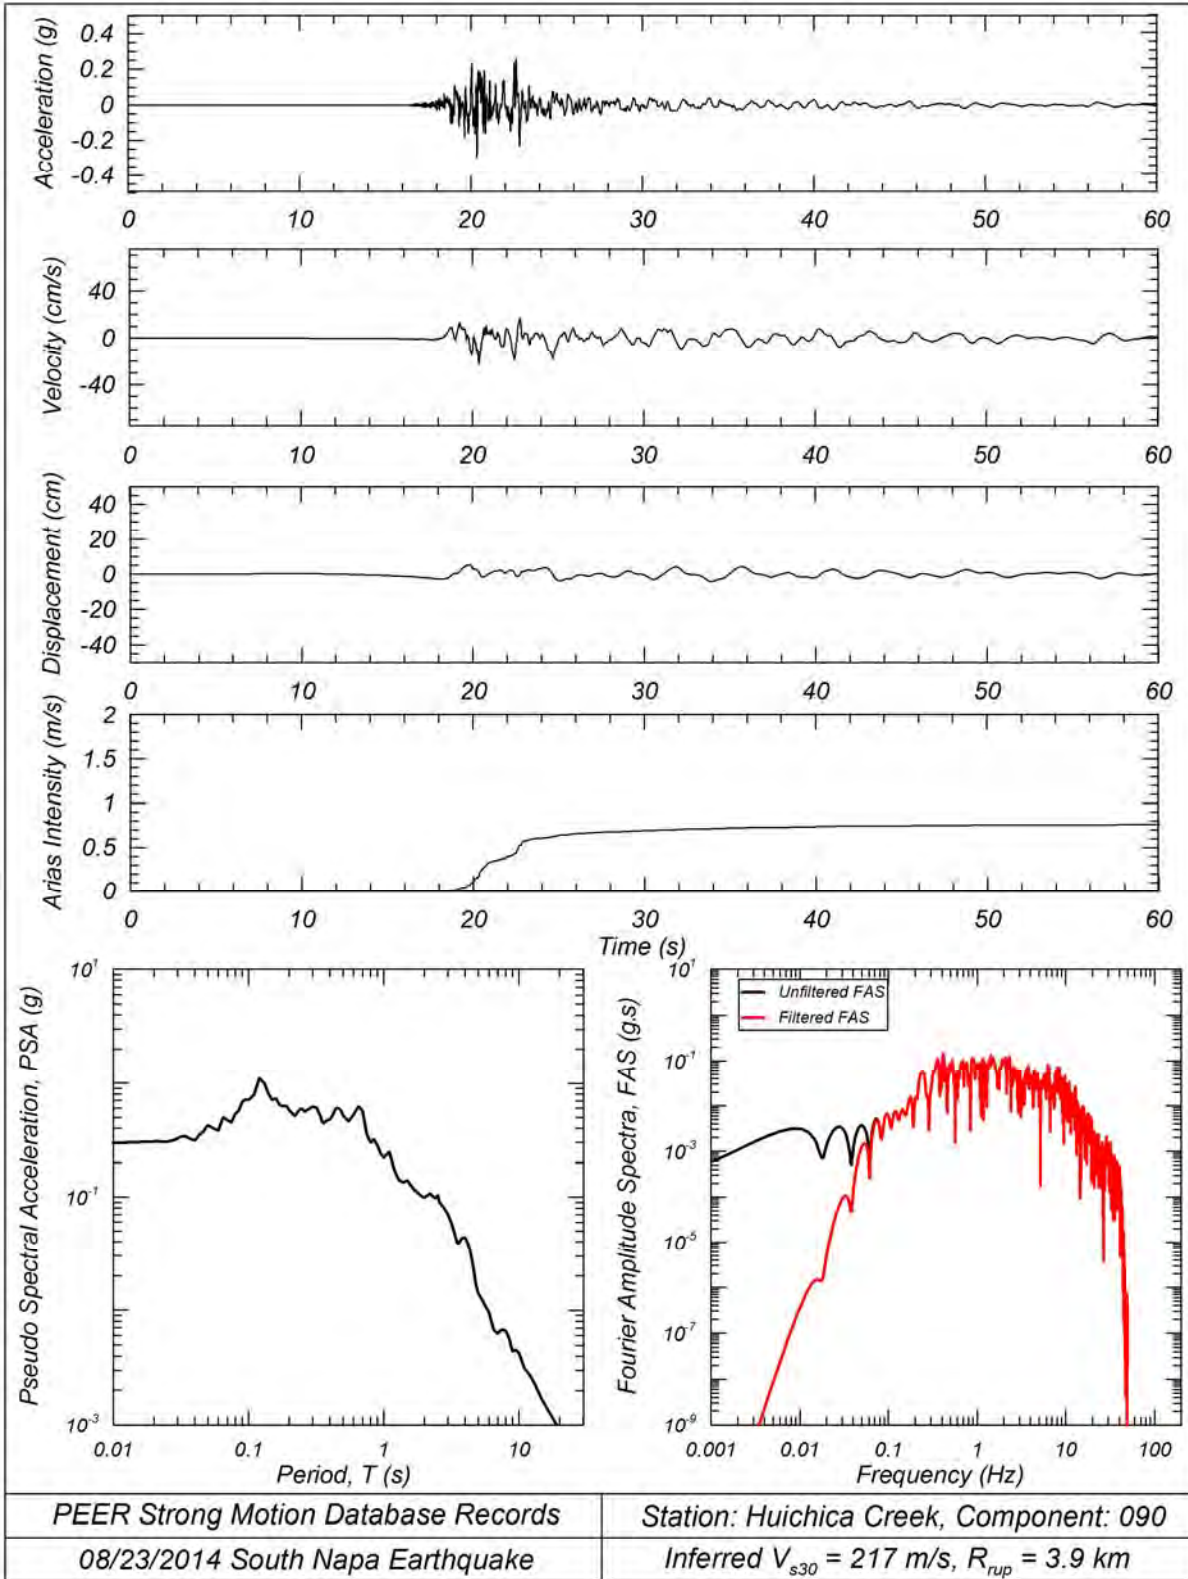 Acceleration (g)
0.4
0.2
0
-0.2
-0.4
0 10 20 30 40 50 60
Velocity (cm/s)
40
0
-40
0 10 20 30 40 50 60
Displacement (cm)
40
20
0
-20
-40
0 10 20 30 40 50 60
Arias Intensity (m/s)
2
1.5
1
0.5
0
0 10 20 30 40 50 60
Time (s)
Pseudo Spectral Acceleration, PSA (g)
10¹
10⁻¹
10⁻³
0.01 0.1 1 10
Period, T (s)
Fourier Amplitude Spectra, FAS (g.s)
10¹
10⁻¹
10⁻³
10⁻⁵
10⁻⁷
10⁻⁹
Unfiltered FAS
Filtered FAS
0.001 0.01 0.1 1 10 100
Frequency (Hz)
PEER Strong Motion Database Records
Station: Huichica Creek, Component: 090
08/23/2014 South Napa Earthquake
Inferred Vs30 = 217 m/s, Rrup = 3.9 km